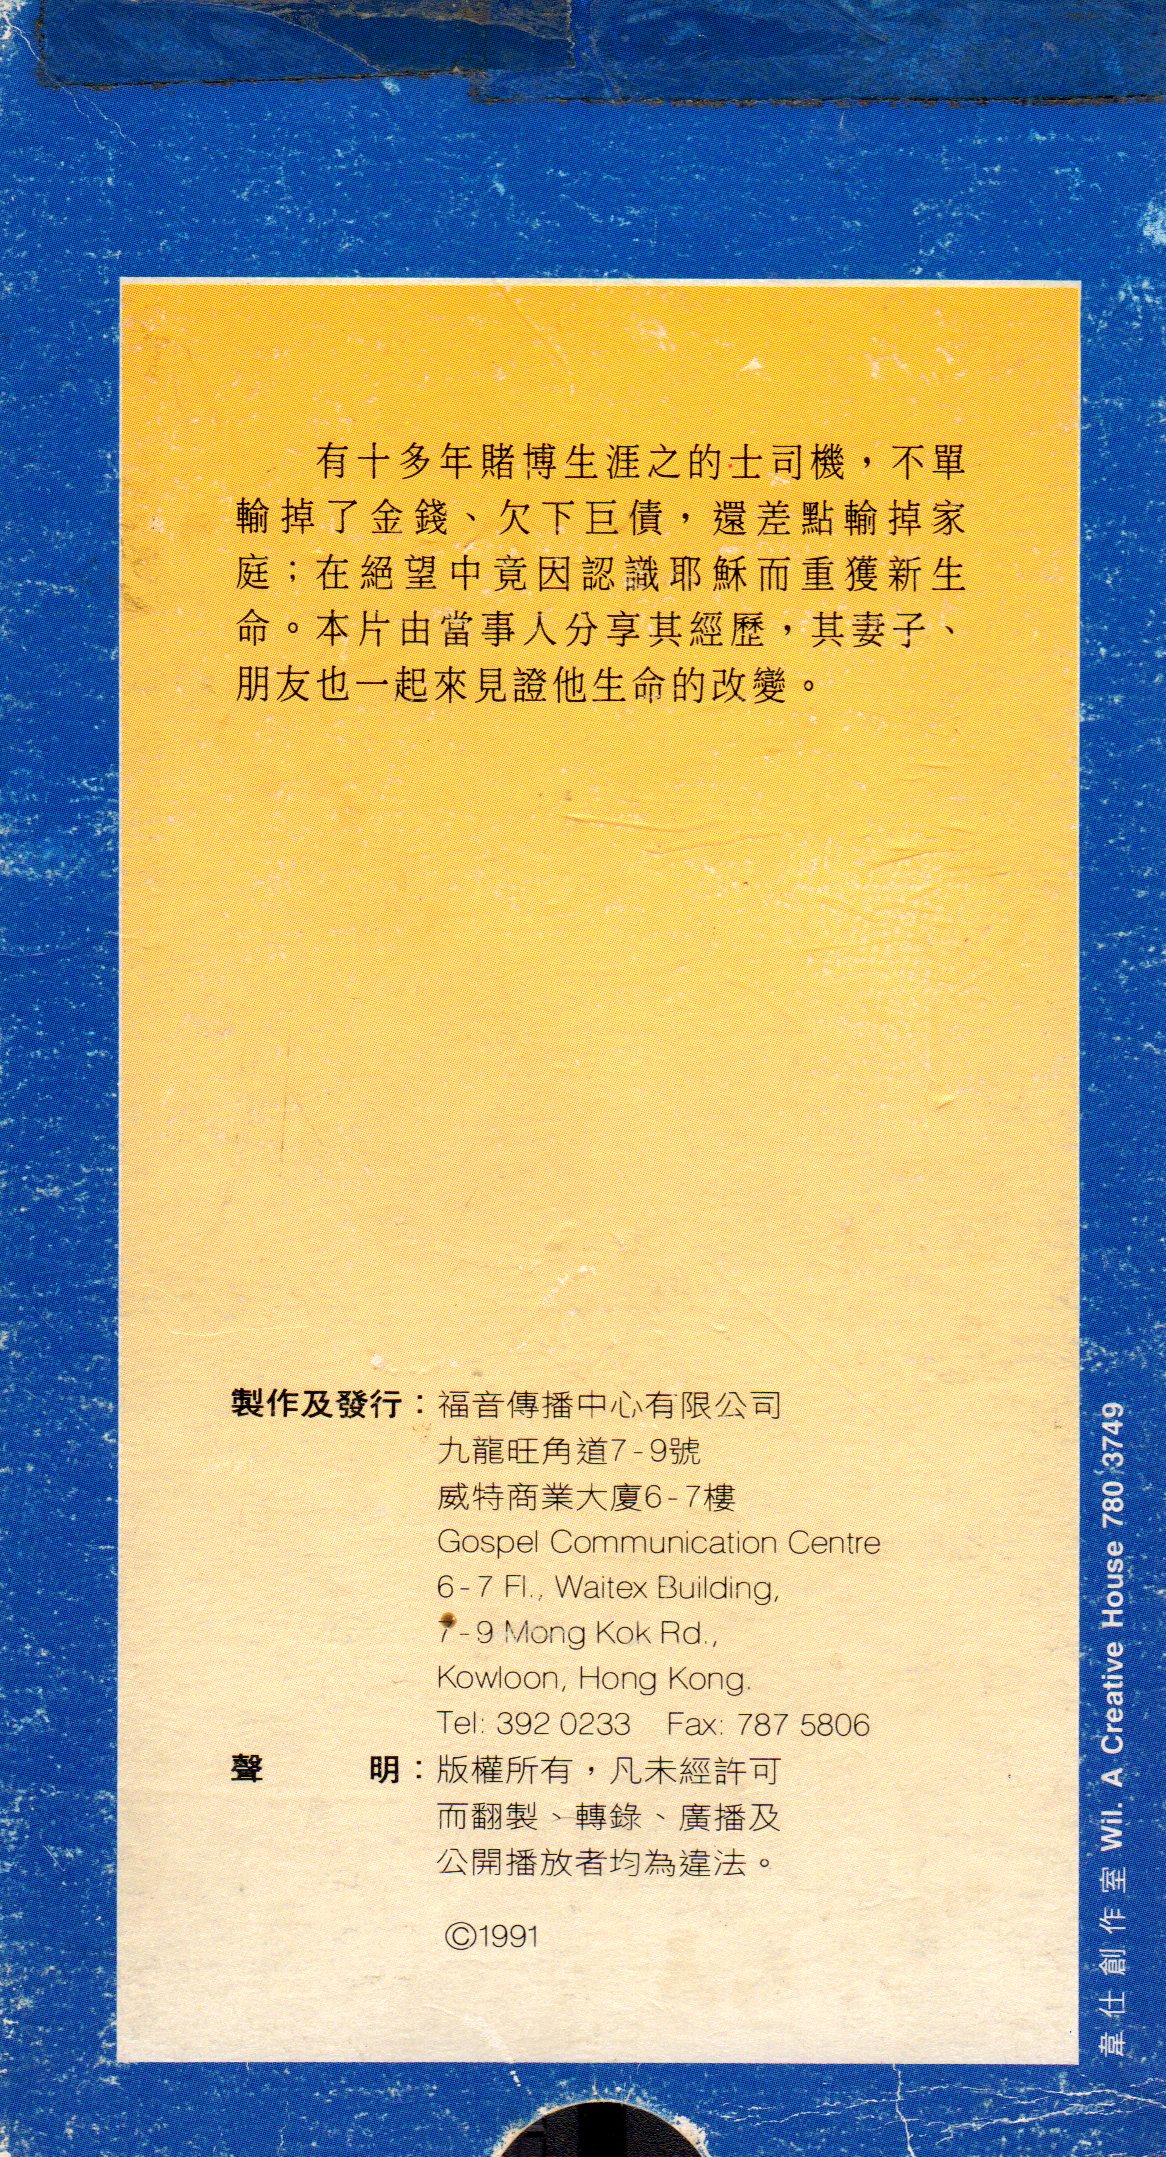 有十多年賭博生涯之的士司機，不單
輸掉了金錢、欠下巨債，還差點輸掉家
庭；在絕望中竟因認識耶穌而重獲新生
命。本片由當事人分享其經歷，其妻子、
朋友也一起來見證他生命的改變。
製作及發行：福音傳播中心有限公司
九龍旺角道7-9號
威特商業大廈6-7樓
Gospel Communication Centre
6-7 Fl., Waitex Building,
7-9 Mong Kok Rd.,
Kowloon, Hong Kong.
Tel: 392 0233 Fax: 787 5806
聲 明：版權所有，凡未經許可
而翻製、轉錄、廣播及
公開播放者均為違法。
©1991
韋仕創作室 Wil. A Creative House 780 3749